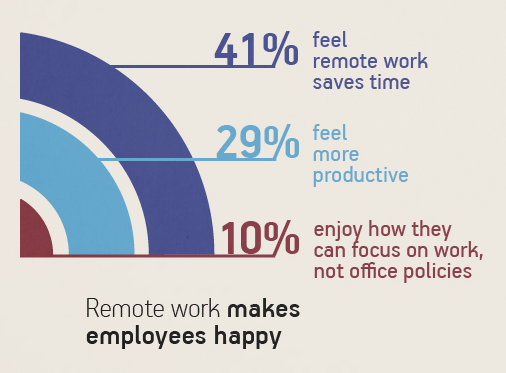 41% feel
remote work
saves time
29% feel
more
productive
10% enjoy how they
can focus on work,
not office policies
Remote work makes
employees happy